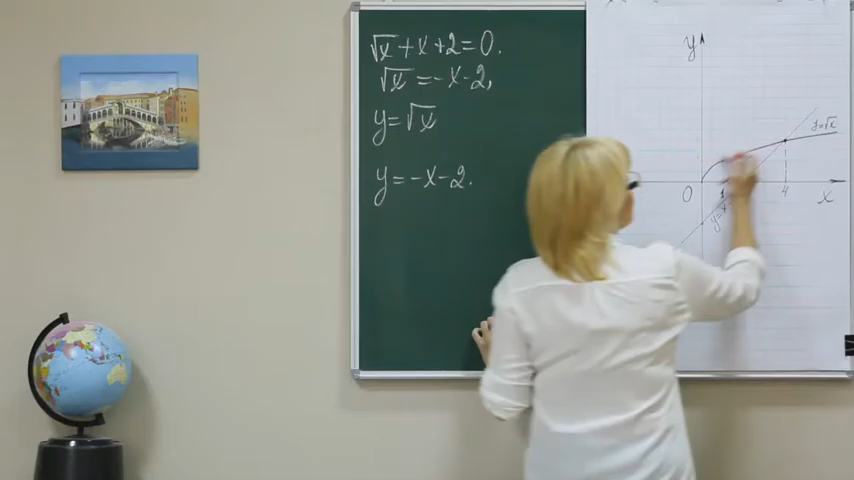 √x + x + 2 = 0.
√x = -x - 2,
y = √x
y = -x - 2.
y
y=√x
0
4
x